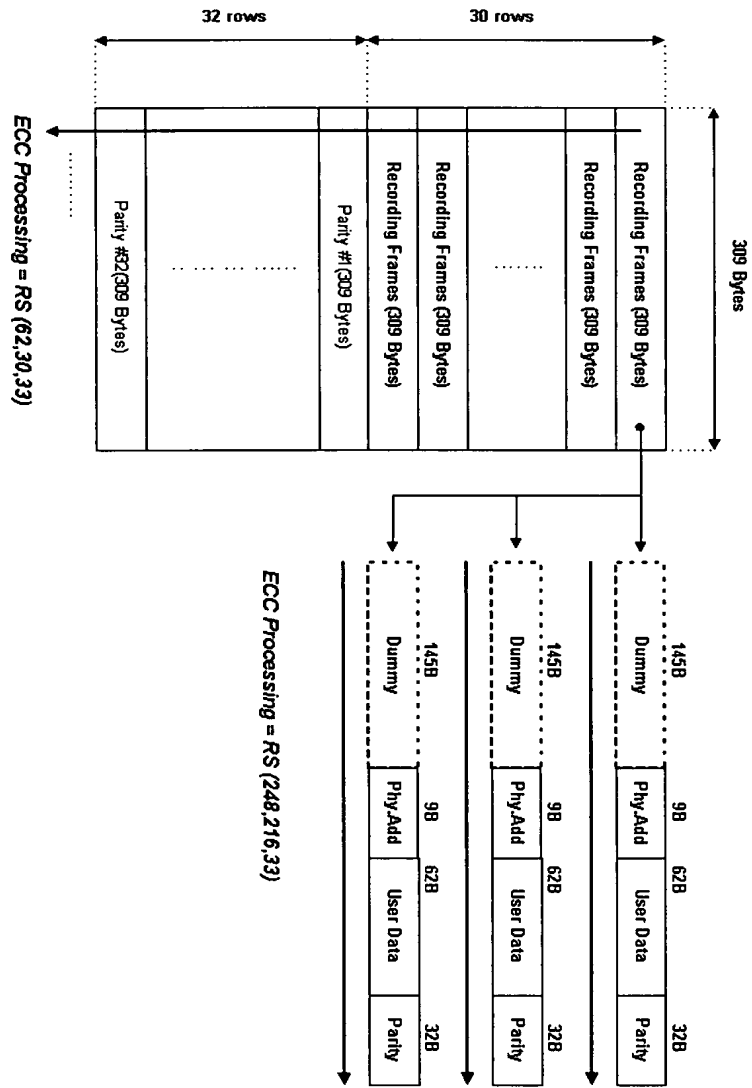 309 Bytes
30 rows
32 rows
Recording Frames (309 Bytes)
Recording Frames (309 Bytes)
........
Recording Frames (309 Bytes)
Recording Frames (309 Bytes)
Parity #1(309 Bytes)
........ ........
Parity #32(309 Bytes)
ECC Processing = RS (62,30,33)
145B 9B 62B 32B
Dummy Phy.Add User Data Parity
145B 9B 62B 32B
Dummy Phy.Add User Data Parity
145B 9B 62B 32B
Dummy Phy.Add User Data Parity
ECC Processing = RS (248,216,33)